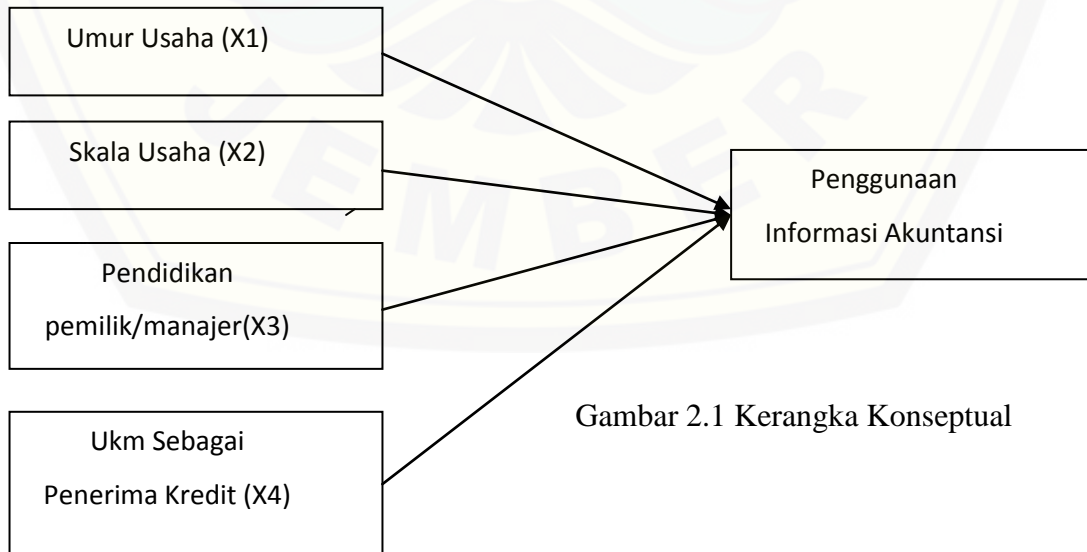 Umur Usaha (X1)
Skala Usaha (X2)
Pendidikan
pemilik/manajer(X3)
Ukm Sebagai
Penerima Kredit (X4)
Penggunaan
Informasi Akuntansi
Gambar 2.1 Kerangka Konseptual
JEMBER